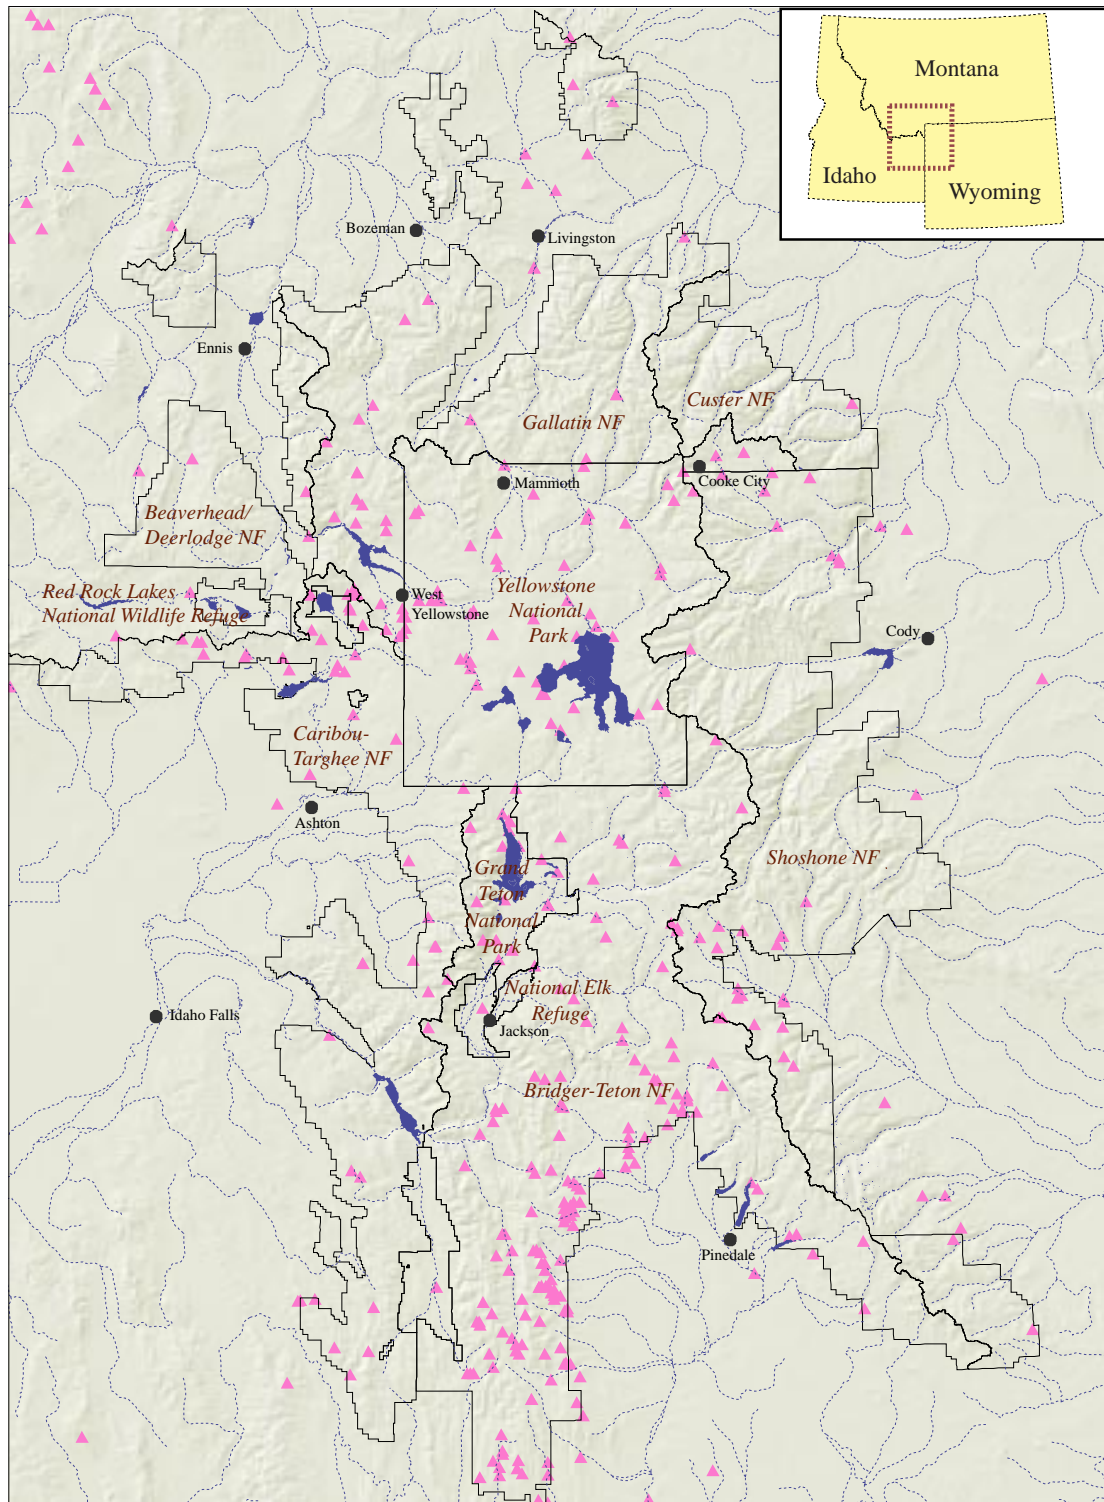 Montana
Idaho
Wyoming
Bozeman
Livingston
Ennis
Custer NF
Gallatin NF
Cooke City
Mammoth
Beaverhead/
Deerlodge NF
Red Rock Lakes
National Wildlife Refuge
West
Yellowstone
Yellowstone
National
Park
Cody
Caribou-
Targhee NF
Ashton
Shoshone NF
Grand
Teton
National
Park
National Elk
Refuge
Idaho Falls
Jackson
Bridger-Teton NF
Pinedale